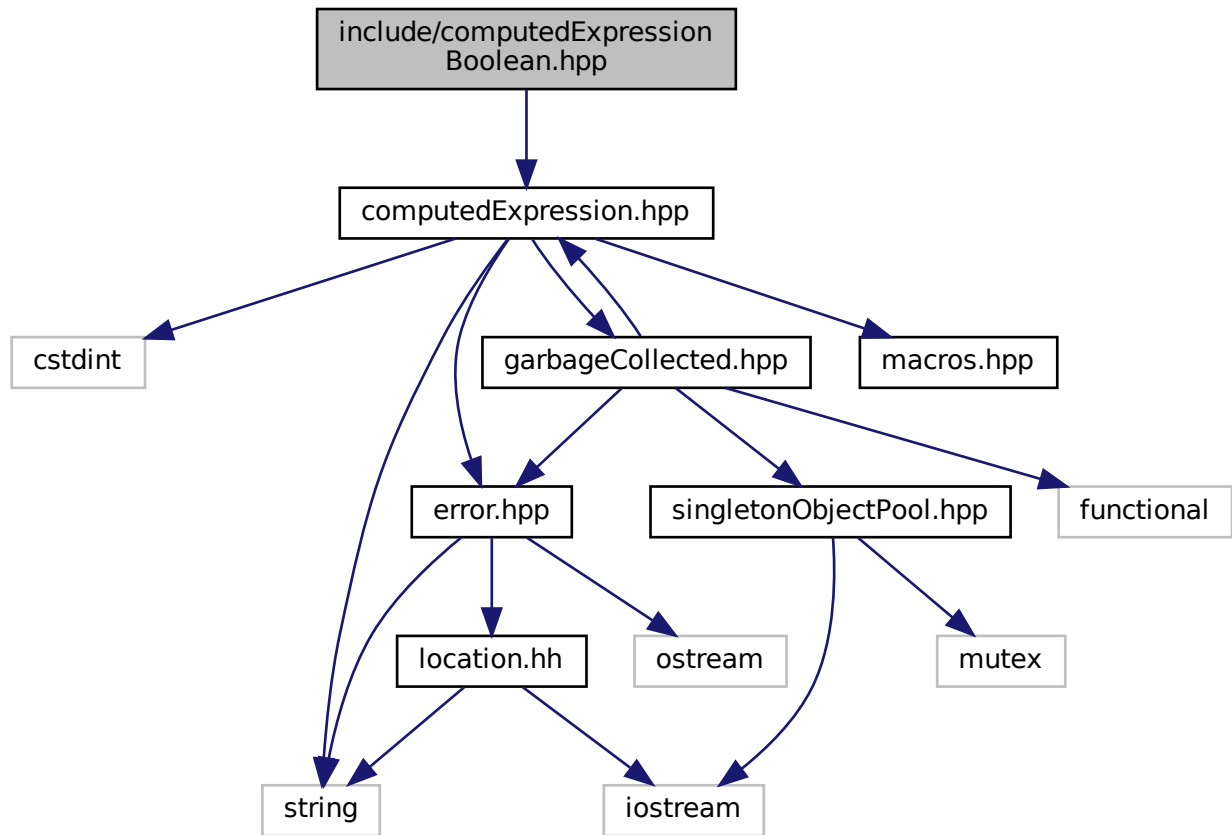 include/computedExpression
Boolean.hpp
computedExpression.hpp
cstdint
garbageCollected.hpp
macros.hpp
error.hpp
singletonObjectPool.hpp
functional
location.hh
ostream
mutex
string
iostream